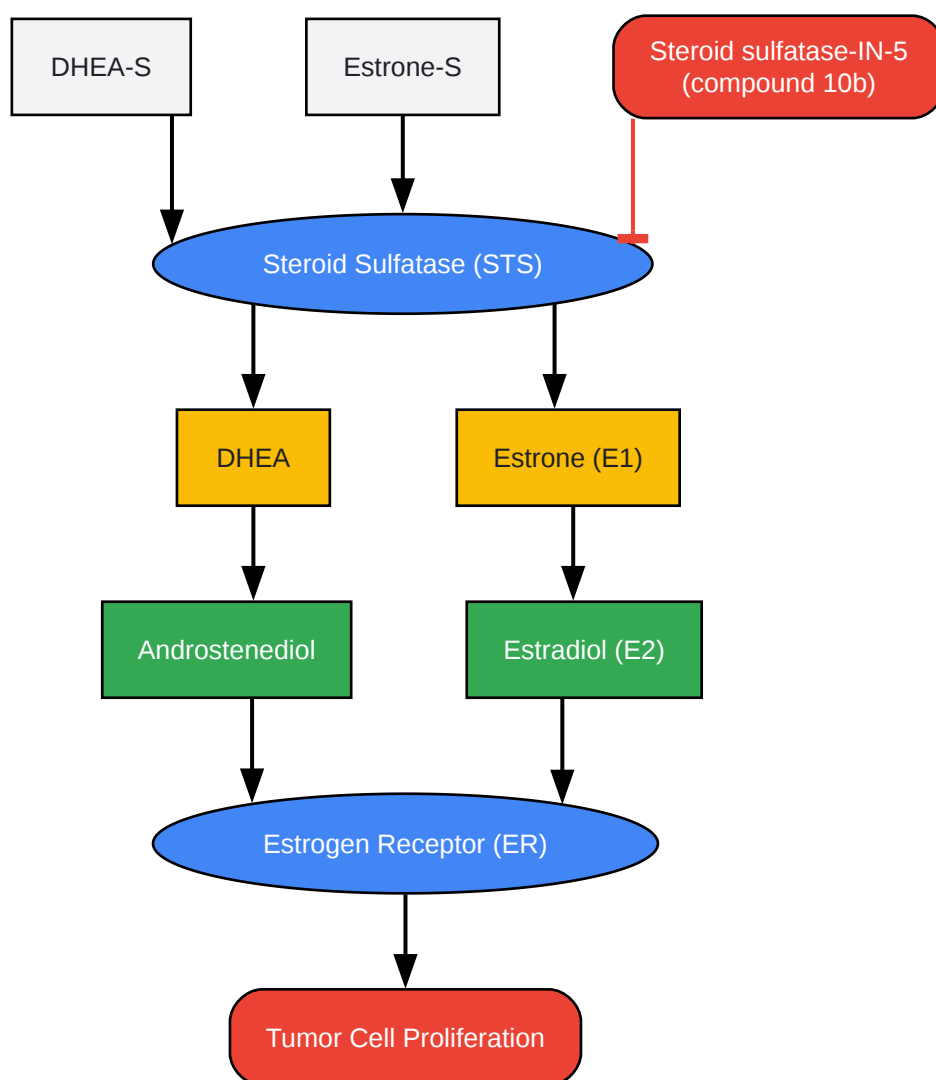 DHEA-S
Estrone-S
Steroid sulfatase-IN-5
(compound 10b)
Steroid Sulfatase (STS)
DHEA
Estrone (E1)
Androstenediol
Estradiol (E2)
Estrogen Receptor (ER)
Tumor Cell Proliferation